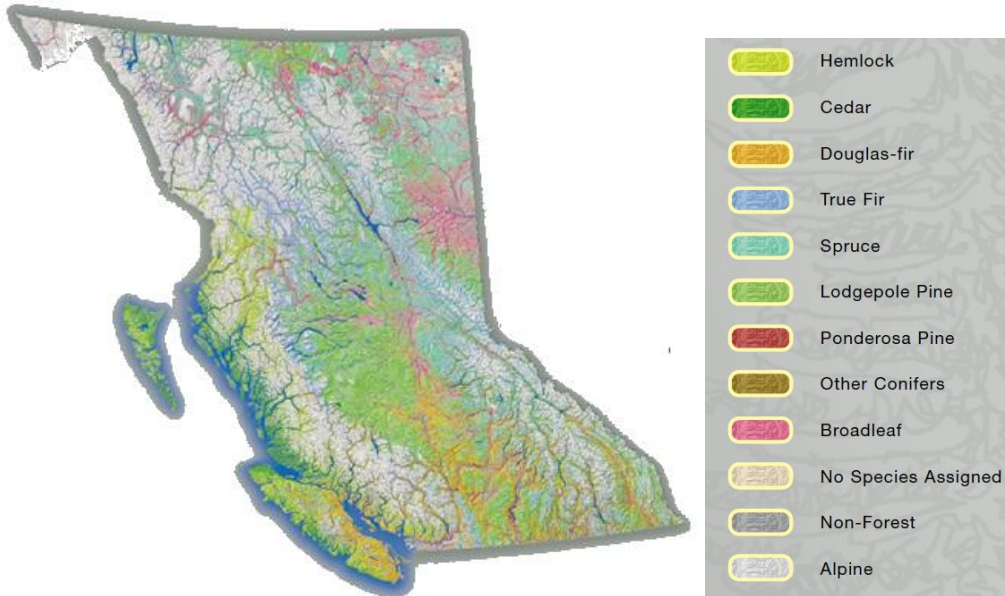 Hemlock
Cedar
Douglas-fir
True Fir
Spruce
Lodgepole Pine
Ponderosa Pine
Other Conifers
Broadleaf
No Species Assigned
Non-Forest
Alpine